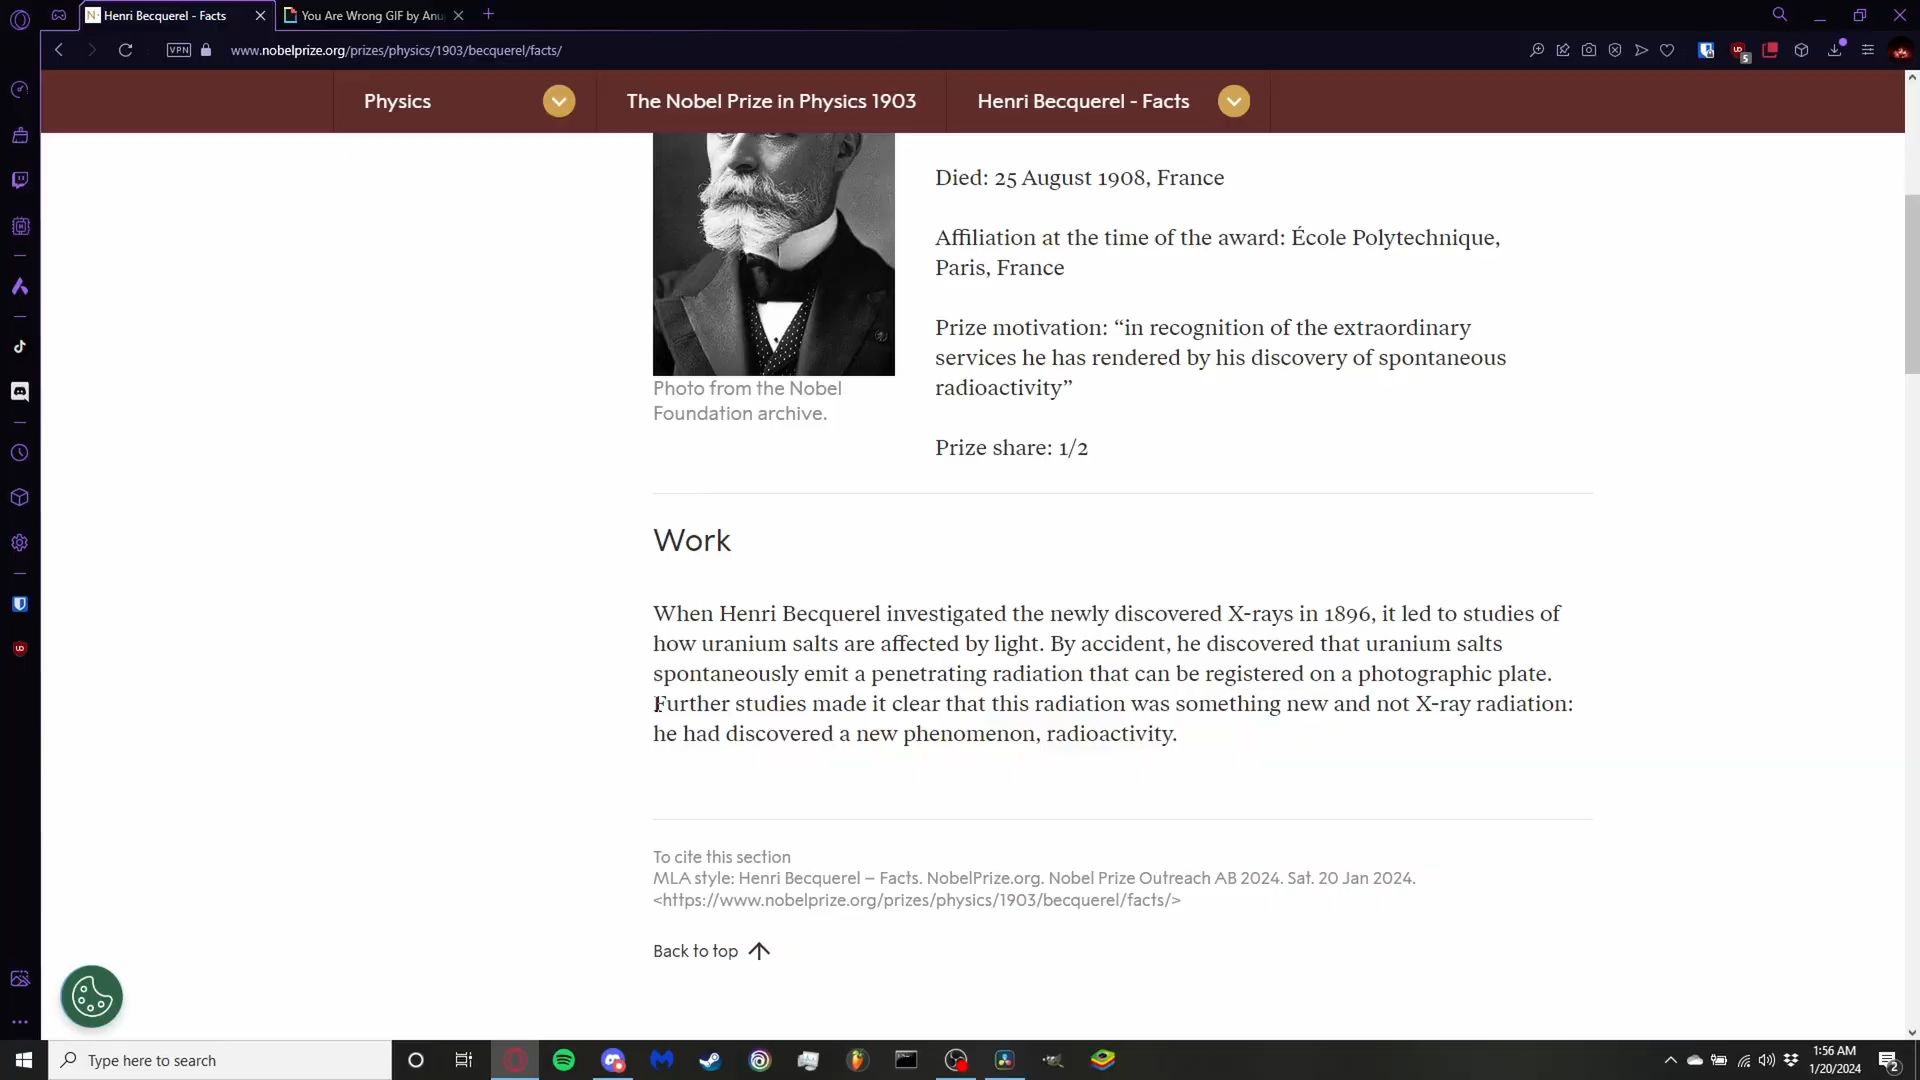 Henri Becquerel - Facts
You Are Wrong GIF by Anu
VPN
www.nobelprize.org/prizes/physics/1903/becquerel/facts/
5
Physics
The Nobel Prize in Physics 1903
Henri Becquerel - Facts
Died: 25 August 1908, France
Affiliation at the time of the award: École Polytechnique,
Paris, France
Prize motivation: “in recognition of the extraordinary
services he has rendered by his discovery of spontaneous
radioactivity”
Prize share: 1/2
Photo from the Nobel
Foundation archive.
Work
When Henri Becquerel investigated the newly discovered X-rays in 1896, it led to studies of
how uranium salts are affected by light. By accident, he discovered that uranium salts
spontaneously emit a penetrating radiation that can be registered on a photographic plate.
Further studies made it clear that this radiation was something new and not X-ray radiation:
he had discovered a new phenomenon, radioactivity.
To cite this section
MLA style: Henri Becquerel – Facts. NobelPrize.org. Nobel Prize Outreach AB 2024. Sat. 20 Jan 2024.
<https://www.nobelprize.org/prizes/physics/1903/becquerel/facts/>
Back to top
Type here to search
1:56 AM
1/20/2024
2